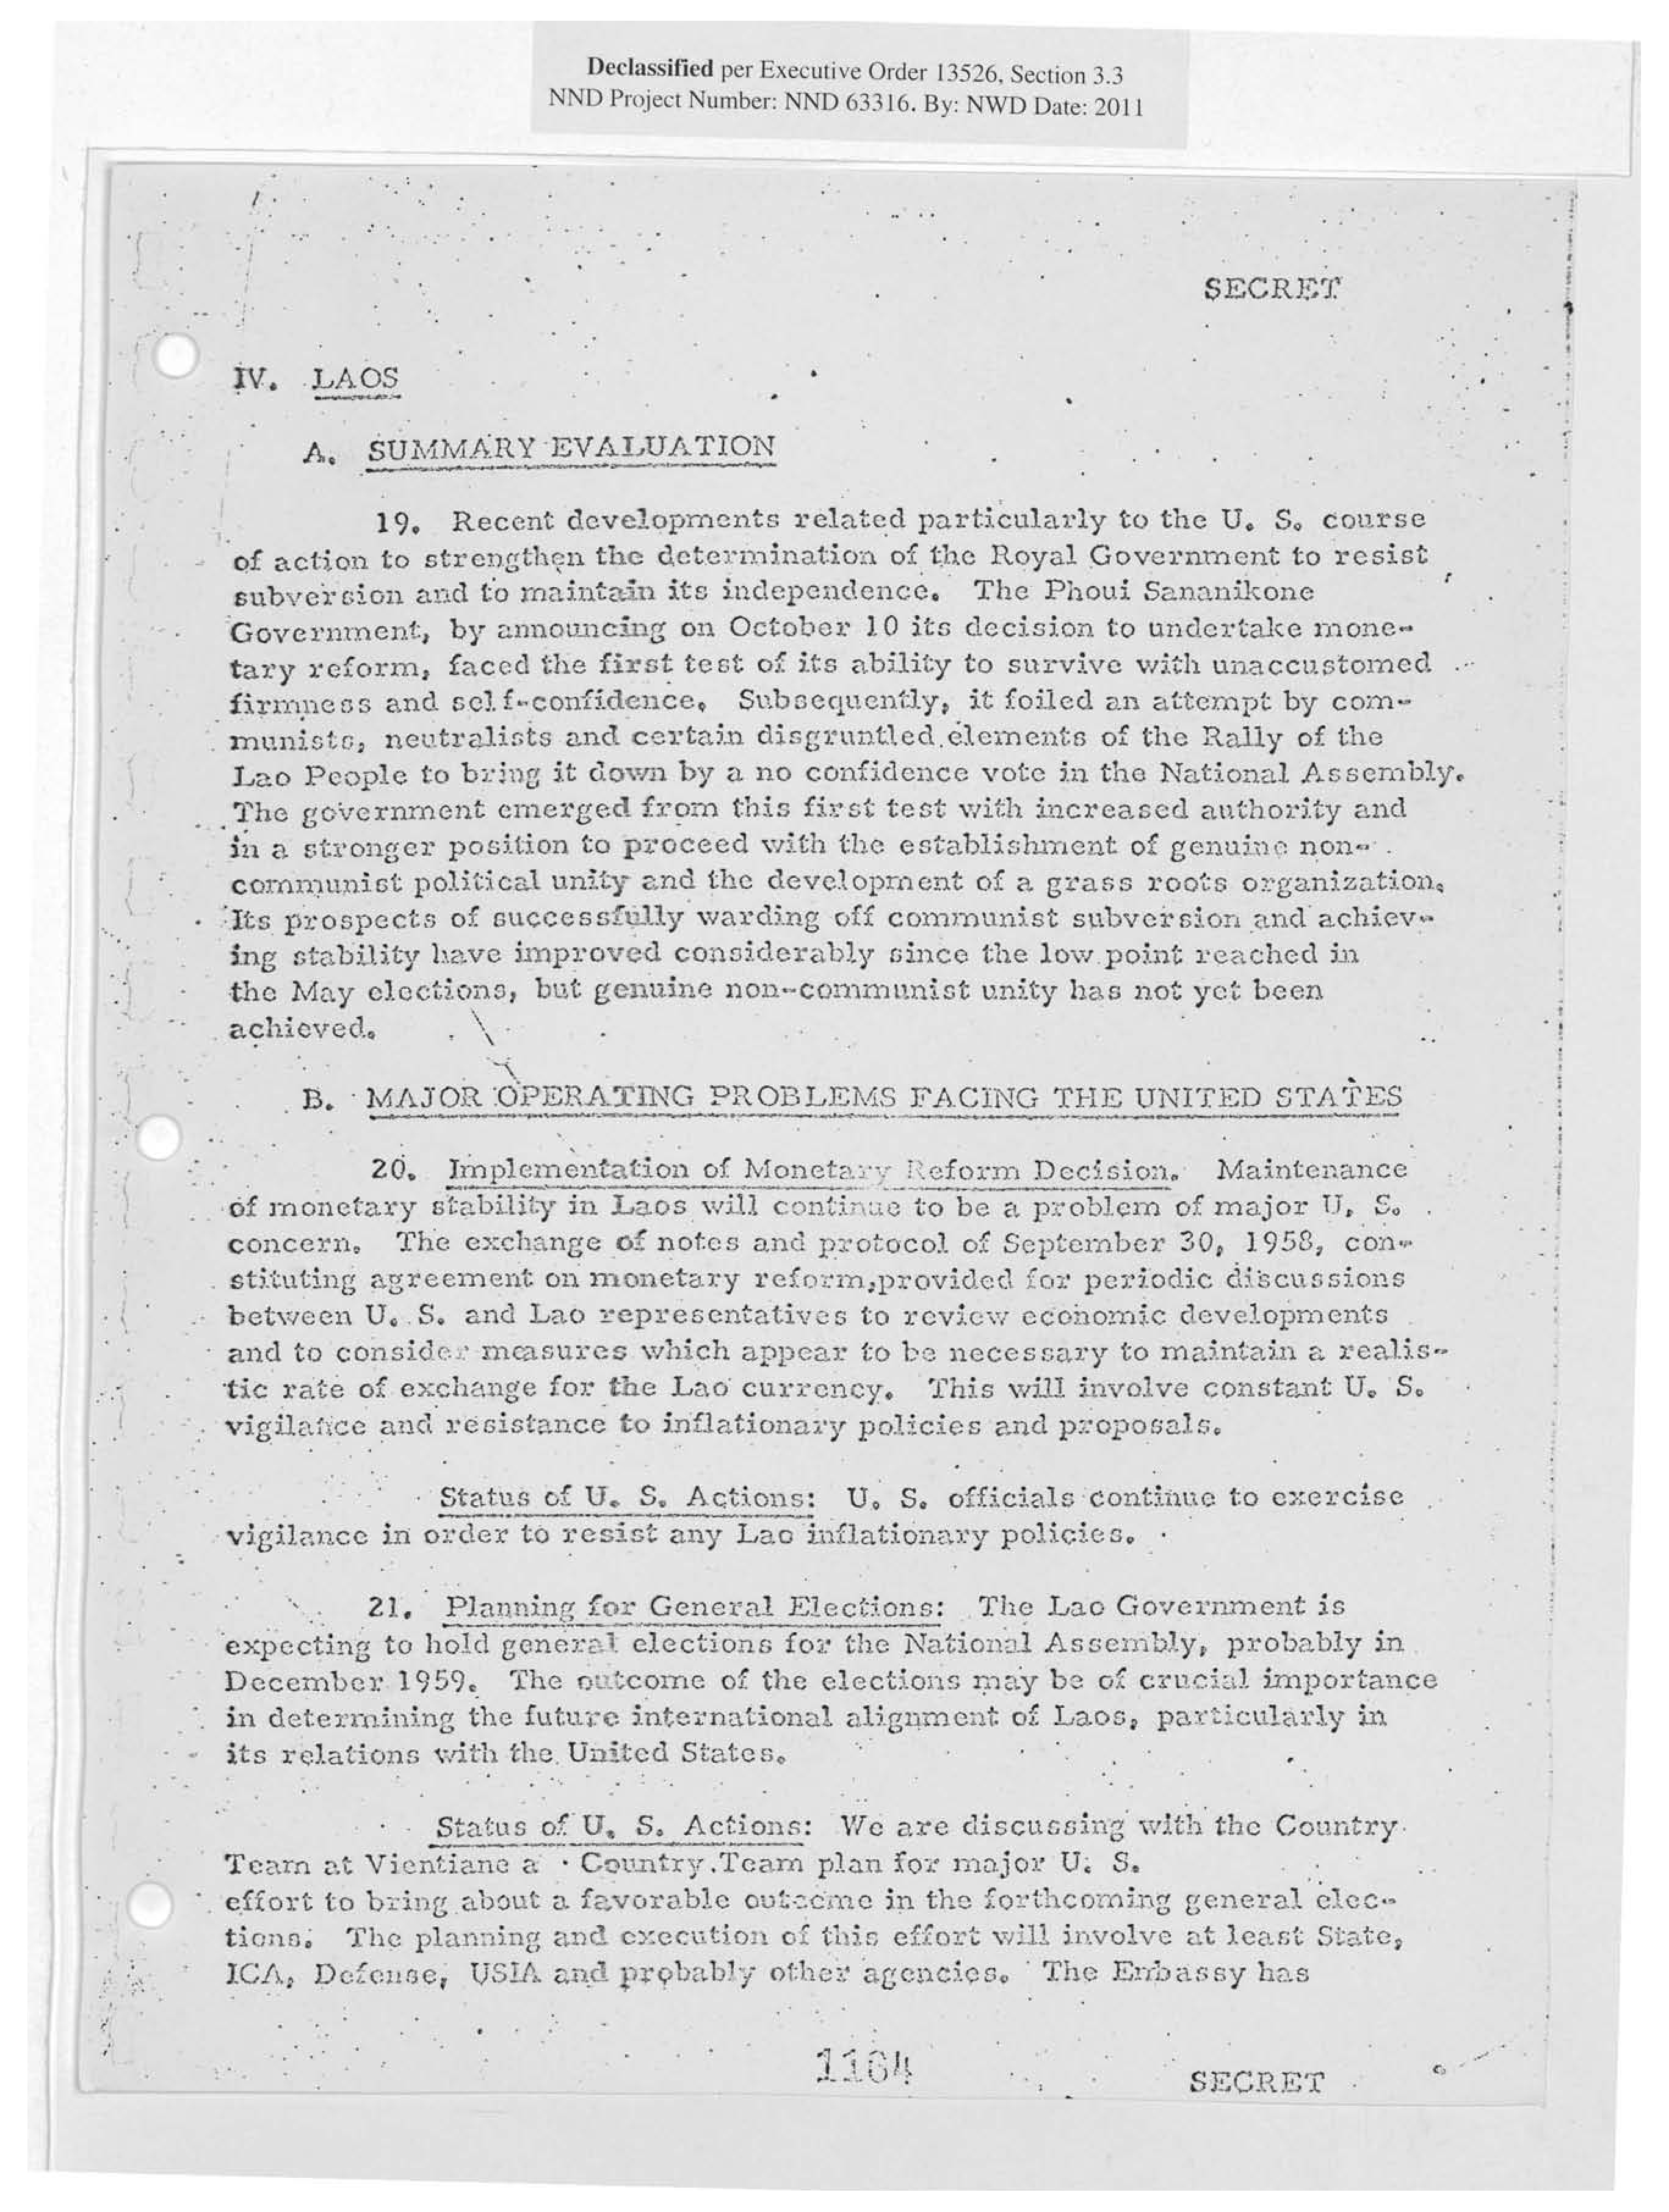 Declassified per Executive Order 13526, Section 3.3
NND Project Number: NND 63316. By: NWD Date: 2011
SECRET
IV. LAOS
A. SUMMARY EVALUATION
19. Recent developments related particularly to the U. S. course
of action to strengthen the determination of the Royal Government to resist
subversion and to maintain its independence. The Phoui Sananikone
Government, by announcing on October 10 its decision to undertake mone-
tary reform, faced the first test of its ability to survive with unaccustomed
firmness and self-confidence. Subsequently, it foiled an attempt by com-
munists, neutralists and certain disgruntled elements of the Rally of the
Lao People to bring it down by a no confidence vote in the National Assembly.
The government emerged from this first test with increased authority and
in a stronger position to proceed with the establishment of genuine non-
communist political unity and the development of a grass roots organization.
Its prospects of successfully warding off communist subversion and achiev-
ing stability have improved considerably since the low point reached in
the May elections, but genuine non-communist unity has not yet been
achieved.
B. MAJOR OPERATING PROBLEMS FACING THE UNITED STATES
20. Implementation of Monetary Reform Decision. Maintenance
of monetary stability in Laos will continue to be a problem of major U. S.
concern. The exchange of notes and protocol of September 30, 1958, con-
stituting agreement on monetary reform,provided for periodic discussions
between U. S. and Lao representatives to review economic developments
and to consider measures which appear to be necessary to maintain a realis-
tic rate of exchange for the Lao currency. This will involve constant U. S.
vigilance and resistance to inflationary policies and proposals.
Status of U. S. Actions: U. S. officials continue to exercise
vigilance in order to resist any Lao inflationary policies.
21. Planning for General Elections: The Lao Government is
expecting to hold general elections for the National Assembly, probably in
December 1959. The outcome of the elections may be of crucial importance
in determining the future international alignment of Laos, particularly in
its relations with the United States.
Status of U. S. Actions: We are discussing with the Country
Team at Vientiane a Country Team plan for major U. S.
effort to bring about a favorable outcome in the forthcoming general elec-
tions. The planning and execution of this effort will involve at least State,
ICA, Defense, USIA and probably other agencies. The Embassy has
1164
SECRET